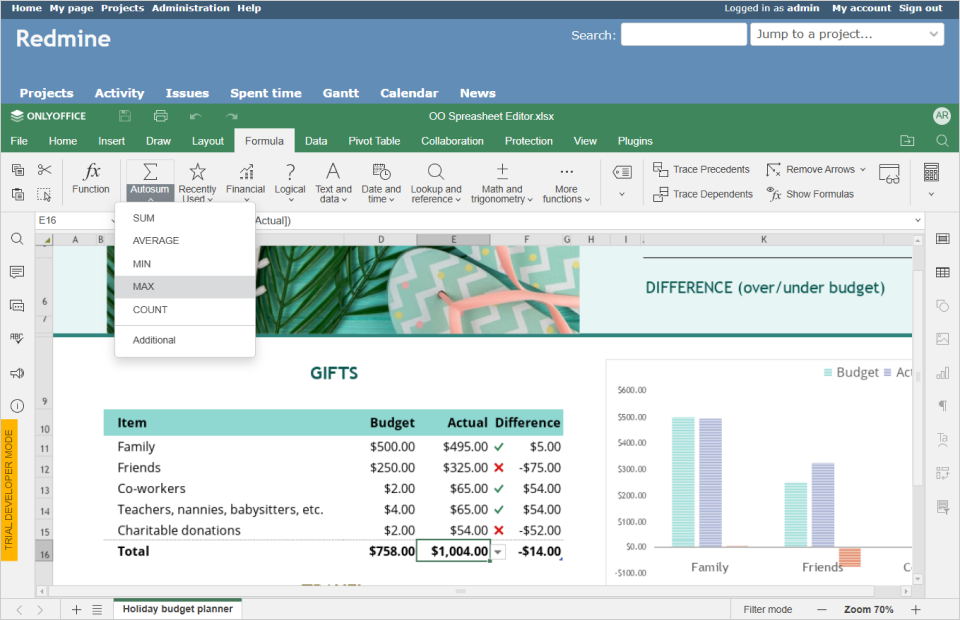 Home My page Projects Administration Help
Logged in as admin My account Sign out
Redmine
Search:
Jump to a project...
Projects Activity Issues Spent time Gantt Calendar News
ONLYOFFICE
OO Spreasheet Editor.xlsx
AR
File Home Insert Draw Layout Formula Data Pivot Table Collaboration Protection View Plugins
fx Function
Σ Autosum
Recently Used
Financial
Logical
Text and data
Date and time
Lookup and reference
Math and trigonometry
More functions
Trace Precedents
Trace Dependents
Remove Arrows
fx Show Formulas
E16
Actual])
SUM
AVERAGE
MIN
MAX
COUNT
Additional
A B D E F G H I K
6
7
9
10
11
12
13
14
15
16
DIFFERENCE (over/under budget)
GIFTS
Item Budget Actual Difference
Family $500.00 $495.00 $5.00
Friends $250.00 $325.00 -$75.00
Co-workers $2.00 $65.00 $54.00
Teachers, nannies, babysitters, etc. $4.00 $65.00 $54.00
Charitable donations $2.00 $54.00 -$52.00
Total $758.00 $1,004.00 -$14.00
Budget Act
$600.00
$500.00
$400.00
$300.00
$200.00
$100.00
$0.00
-$100.00
Family Friends C
ABC
TRIAL DEVELOPER MODE
Holiday budget planner
Filter mode
Zoom 70%